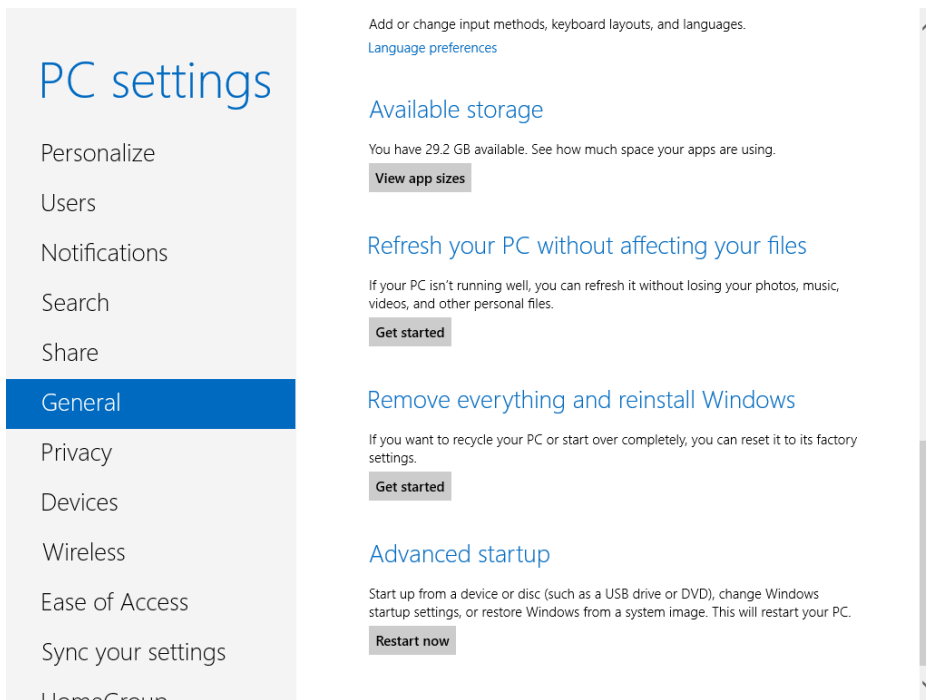 PC settings
Personalize
Users
Notifications
Search
Share
General
Privacy
Devices
Wireless
Ease of Access
Sync your settings
HomeGroup
Add or change input methods, keyboard layouts, and languages.
Language preferences
Available storage
You have 29.2 GB available. See how much space your apps are using.
View app sizes
Refresh your PC without affecting your files
If your PC isn't running well, you can refresh it without losing your photos, music,
videos, and other personal files.
Get started
Remove everything and reinstall Windows
If you want to recycle your PC or start over completely, you can reset it to its factory
settings.
Get started
Advanced startup
Start up from a device or disc (such as a USB drive or DVD), change Windows
startup settings, or restore Windows from a system image. This will restart your PC.
Restart now